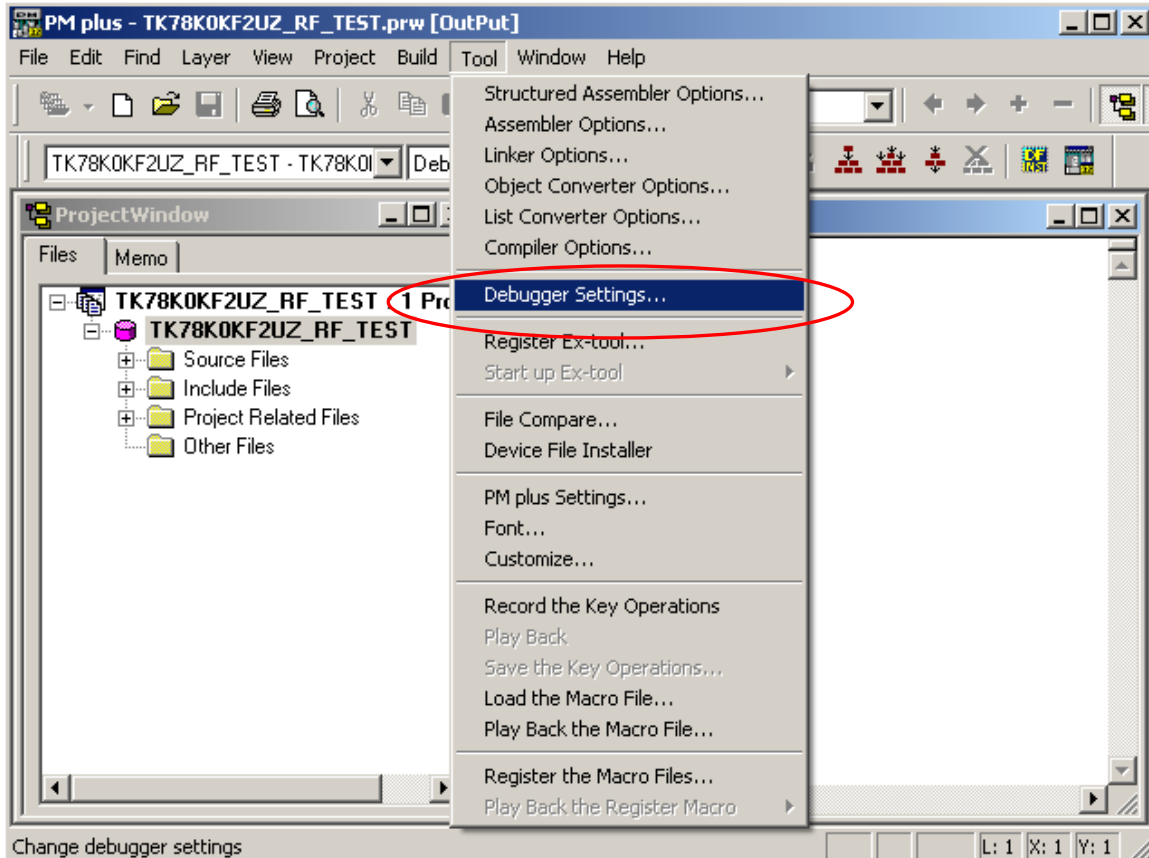 PM plus - TK78K0KF2UZ_RF_TEST.prw [OutPut]
File Edit Find Layer View Project Build Tool Window Help
TK78K0KF2UZ_RF_TEST - TK78K0 Deb
ProjectWindow
Files Memo
TK78K0KF2UZ_RF_TEST : 1 Pro
TK78K0KF2UZ_RF_TEST
Source Files
Include Files
Project Related Files
Other Files
Structured Assembler Options...
Assembler Options...
Linker Options...
Object Converter Options...
List Converter Options...
Compiler Options...
Debugger Settings...
Register Ex-tool...
Start up Ex-tool
File Compare...
Device File Installer
PM plus Settings...
Font...
Customize...
Record the Key Operations
Play Back
Save the Key Operations...
Load the Macro File...
Play Back the Macro File...
Register the Macro Files...
Play Back the Register Macro
Change debugger settings
L: 1 X: 1 Y: 1